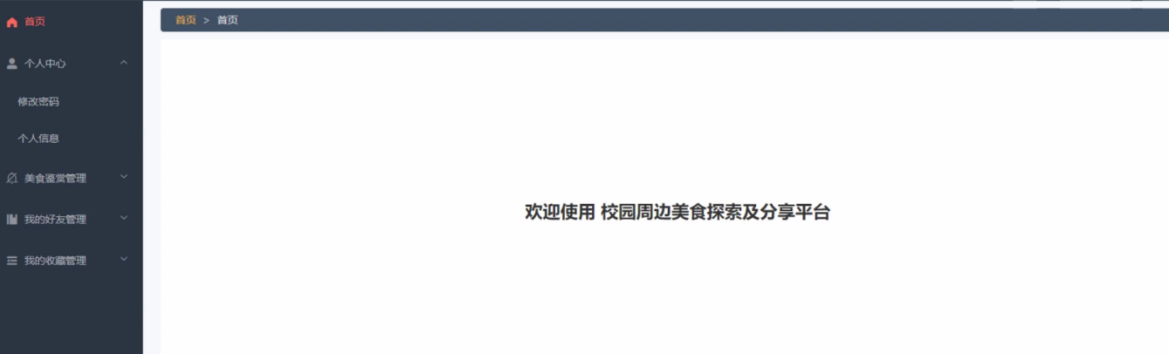 首页
个人中心
修改密码
个人信息
美食鉴赏管理
我的好友管理
我的收藏管理
首页 > 首页
欢迎使用 校园周边美食探索及分享平台